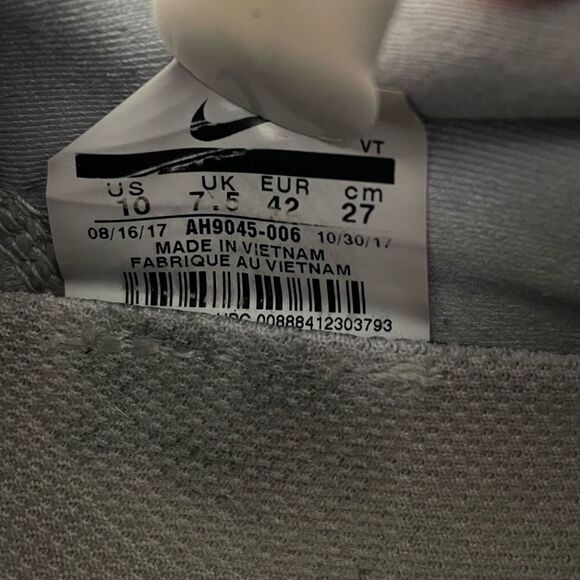 VT
US UK EUR cm
10 7.5 42 27
08/16/17 AH9045-006 10/30/17
MADE IN VIETNAM
FABRIQUE AU VIETNAM
UPC 00888412303793